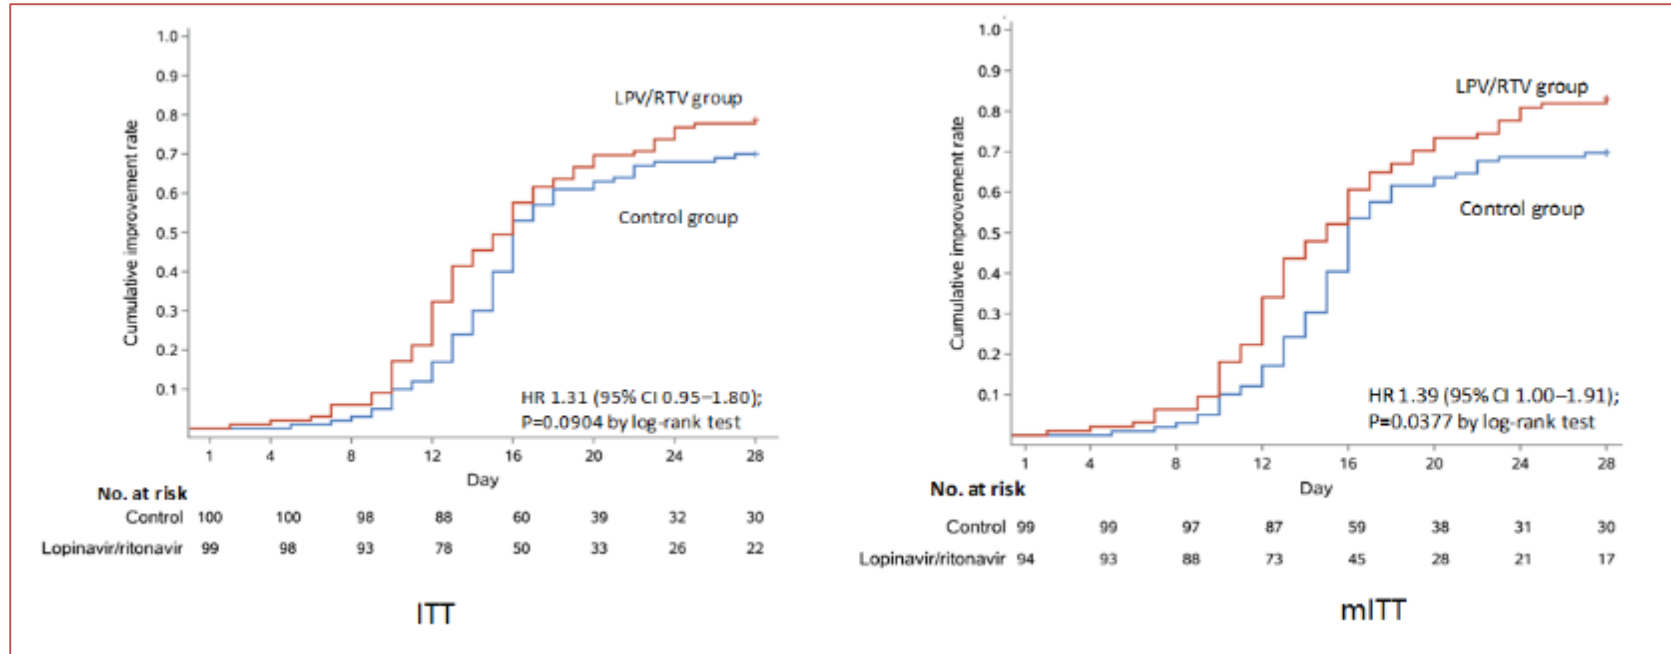 1.0
0.9
0.8
0.7
0.6
0.5
0.4
0.3
0.2
0.1
Cumulative improvement rate
LPV/RTV group
Control group
HR 1.31 (95% CI 0.95–1.80);
P=0.0904 by log-rank test
1 4 8 12 16 20 24 28
Day
No. at risk
Control 100 100 98 88 60 39 32 30
Lopinavir/ritonavir 99 98 93 78 50 33 26 22
ITT
1.0
0.9
0.8
0.7
0.6
0.5
0.4
0.3
0.2
0.1
Cumulative improvement rate
LPV/RTV group
Control group
HR 1.39 (95% CI 1.00–1.91);
P=0.0377 by log-rank test
1 4 8 12 16 20 24 28
Day
No. at risk
Control 99 99 97 87 59 38 31 30
Lopinavir/ritonavir 94 93 88 73 45 28 21 17
mITT